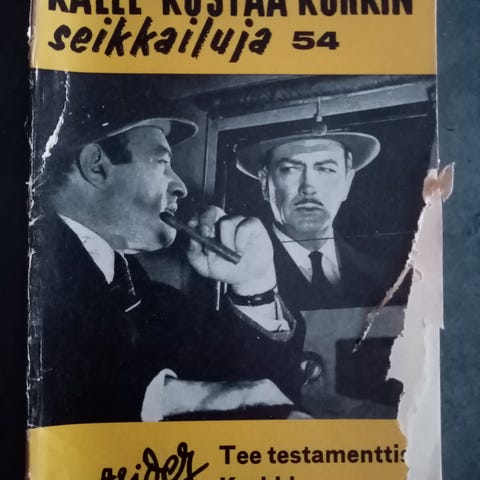 KALLE-KUSTAA KORKIN
seikkailuja 54
Tee testamenttis